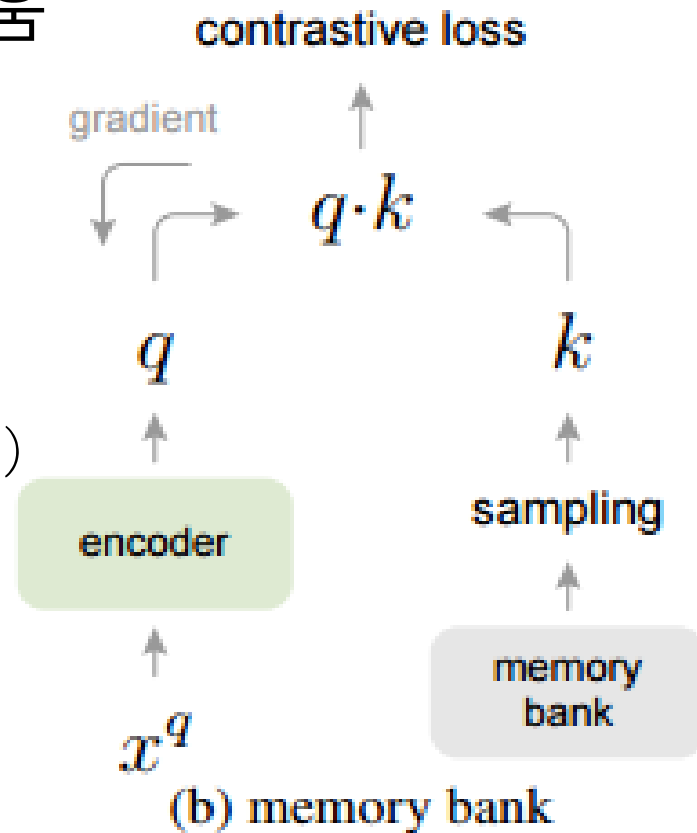 contrastive loss
gradient
q·k
q
k
)
encoder
sampling
memory
bank
x^q
(b) memory bank